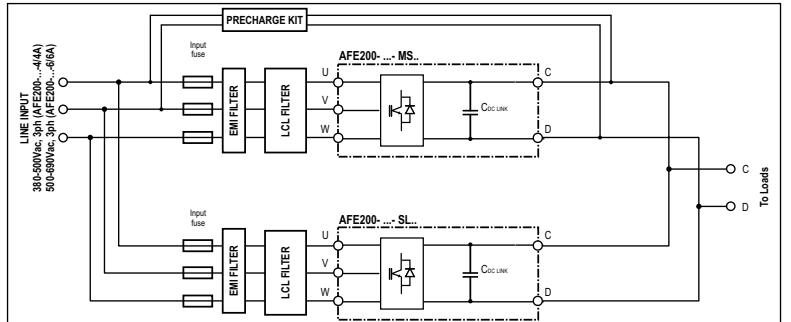 PRECHARGE KIT
LINE INPUT
380-500Vac, 3ph (AFE200-...-4/4A)
500-690Vac, 3ph (AFE200-...-6/6A)
Input
fuse
EMI FILTER
LCL FILTER
AFE200- ...- MS..
U
V
W
CDC LINK
C
D
C
D
To Loads
Input
fuse
EMI FILTER
LCL FILTER
AFE200- ...- SL..
U
V
W
CDC LINK
C
D